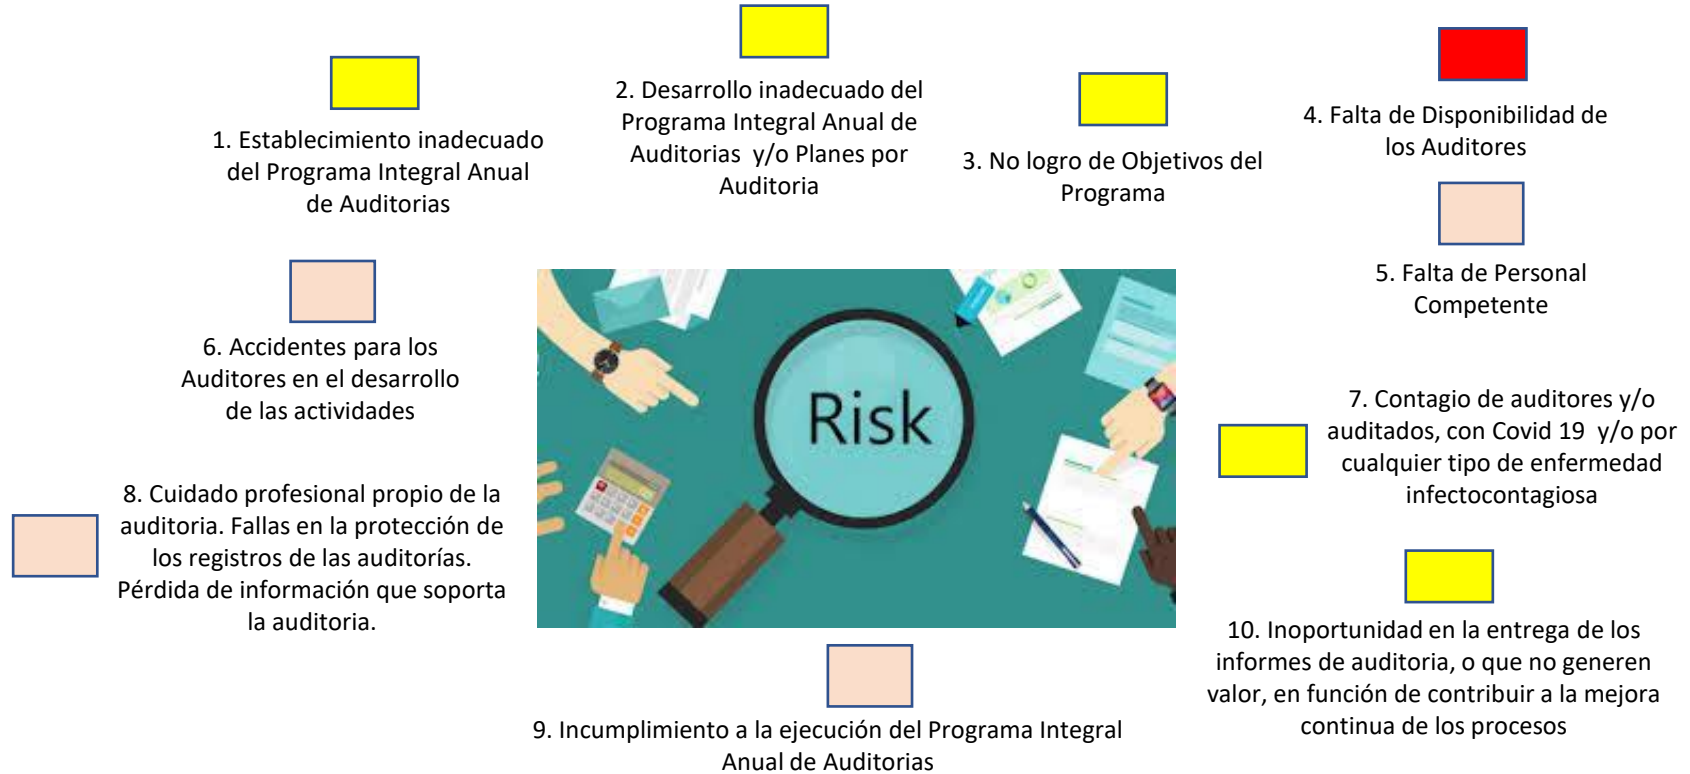 1. Establecimiento inadecuado
del Programa Integral Anual
de Auditorias
2. Desarrollo inadecuado del
Programa Integral Anual de
Auditorias y/o Planes por
Auditoria
3. No logro de Objetivos del
Programa
4. Falta de Disponibilidad de
los Auditores
5. Falta de Personal
Competente
6. Accidentes para los
Auditores en el desarrollo
de las actividades
Risk
7. Contagio de auditores y/o
auditados, con Covid 19 y/o por
cualquier tipo de enfermedad
infectocontagiosa
8. Cuidado profesional propio de la
auditoria. Fallas en la protección de
los registros de las auditorías.
Pérdida de información que soporta
la auditoria.
9. Incumplimiento a la ejecución del Programa Integral
Anual de Auditorias
10. Inoportunidad en la entrega de los
informes de auditoria, o que no generen
valor, en función de contribuir a la mejora
continua de los procesos